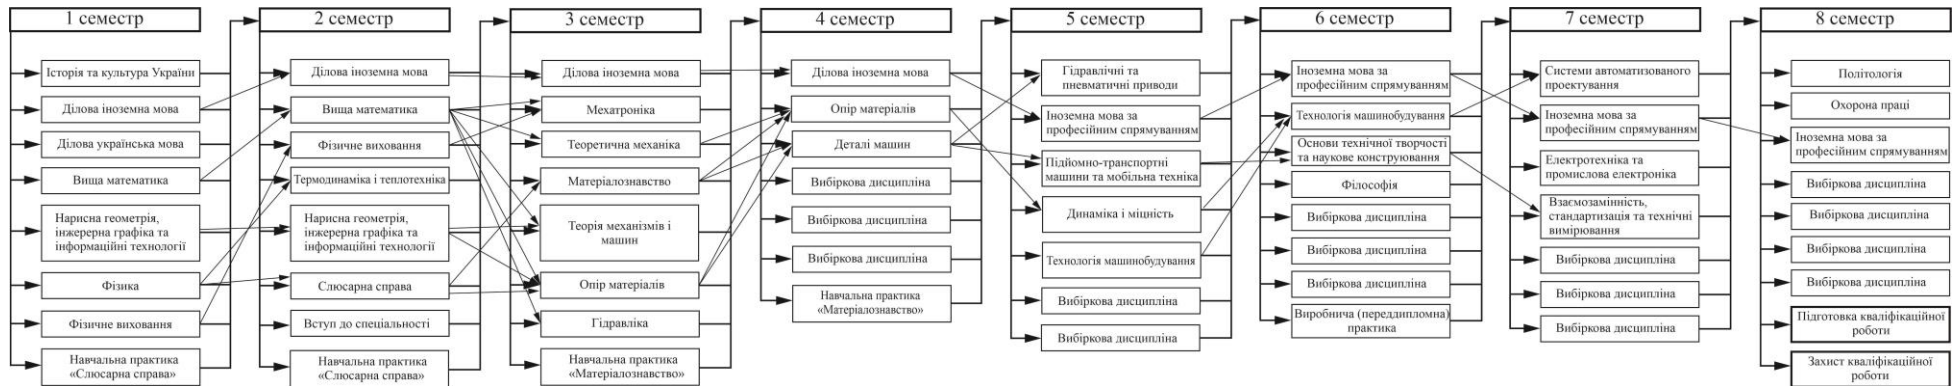 1 семестр
Історія та культура України
Ділова іноземна мова
Ділова українська мова
Вища математика
Нарисна геометрія,
інжерерна графіка та
інформаційні технології
Фізика
Фізичне виховання
Навчальна практика
«Слюсарна справа»
2 семестр
Ділова іноземна мова
Вища математика
Фізичне виховання
Термодинаміка і теплотехніка
Нарисна геометрія,
інжерерна графіка та
інформаційні технології
Слюсарна справа
Вступ до спеціальності
Навчальна практика
«Слюсарна справа»
3 семестр
Ділова іноземна мова
Мехатроніка
Теоретична механіка
Матеріалознавство
Теорія механізмів і
машин
Опір матеріалів
Гідравліка
Навчальна практика
«Матеріалознавство»
4 семестр
Ділова іноземна мова
Опір матеріалів
Деталі машин
Вибіркова дисципліна
Вибіркова дисципліна
Вибіркова дисципліна
Навчальна практика
«Матеріалознавство»
5 семестр
Гідравлічні та
пневматичні приводи
Іноземна мова за
професійним спрямуванням
Підйомно-транспортні
машини та мобільна техніка
Динаміка і міцність
Технологія машинобудування
Вибіркова дисципліна
Вибіркова дисципліна
6 семестр
Іноземна мова за
професійним спрямуванням
Технологія машинобудування
Основи технічної творчості
та наукове конструювання
Філософія
Вибіркова дисципліна
Вибіркова дисципліна
Вибіркова дисципліна
Виробнича (переддипломна)
практика
7 семестр
Системи автоматизованого
проектування
Іноземна мова за
професійним спрямуванням
Електротехніка та
промислова електроніка
Взаємозамінність,
стандартизація та технічні
вимірювання
Вибіркова дисципліна
Вибіркова дисципліна
Вибіркова дисципліна
8 семестр
Політологія
Охорона праці
Іноземна мова за
професійним спрямуванням
Вибіркова дисципліна
Вибіркова дисципліна
Вибіркова дисципліна
Вибіркова дисципліна
Підготовка кваліфікаційної
роботи
Захист кваліфікаційної
роботи